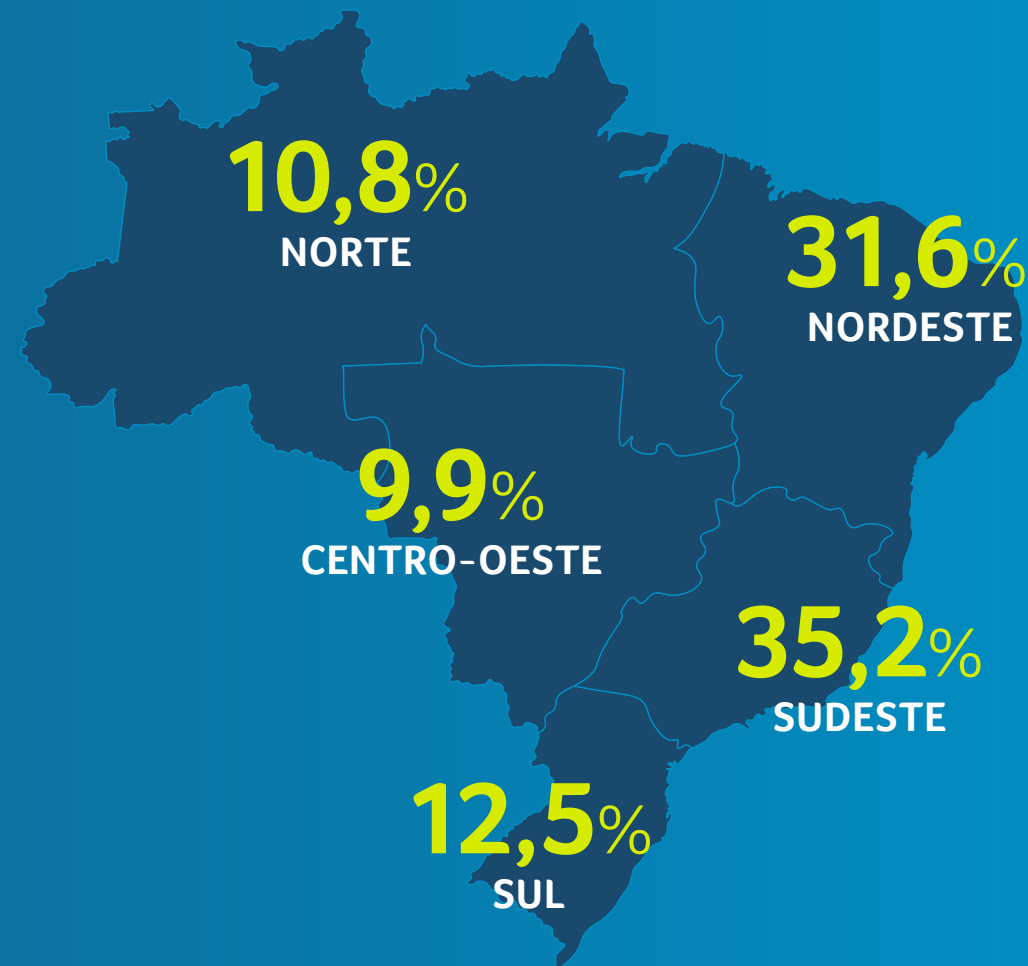 10,8%
NORTE
31,6%
NORDESTE
9,9%
CENTRO-OESTE
35,2%
SUDESTE
12,5%
SUL